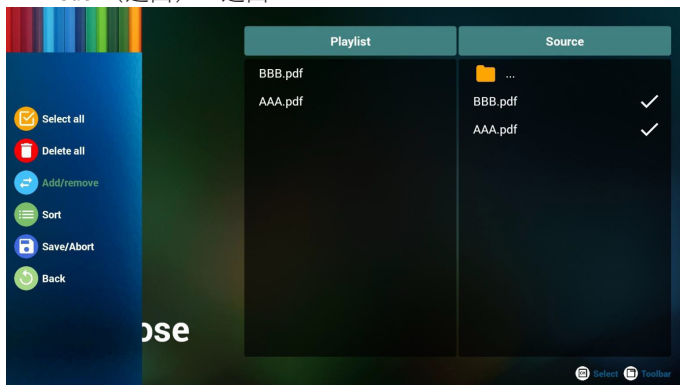 Playlist
Source
BBB.pdf
AAA.pdf
...
BBB.pdf
AAA.pdf
Select all
Delete all
Add/remove
Sort
Save/Abort
Back
ose
Select
Toolbar